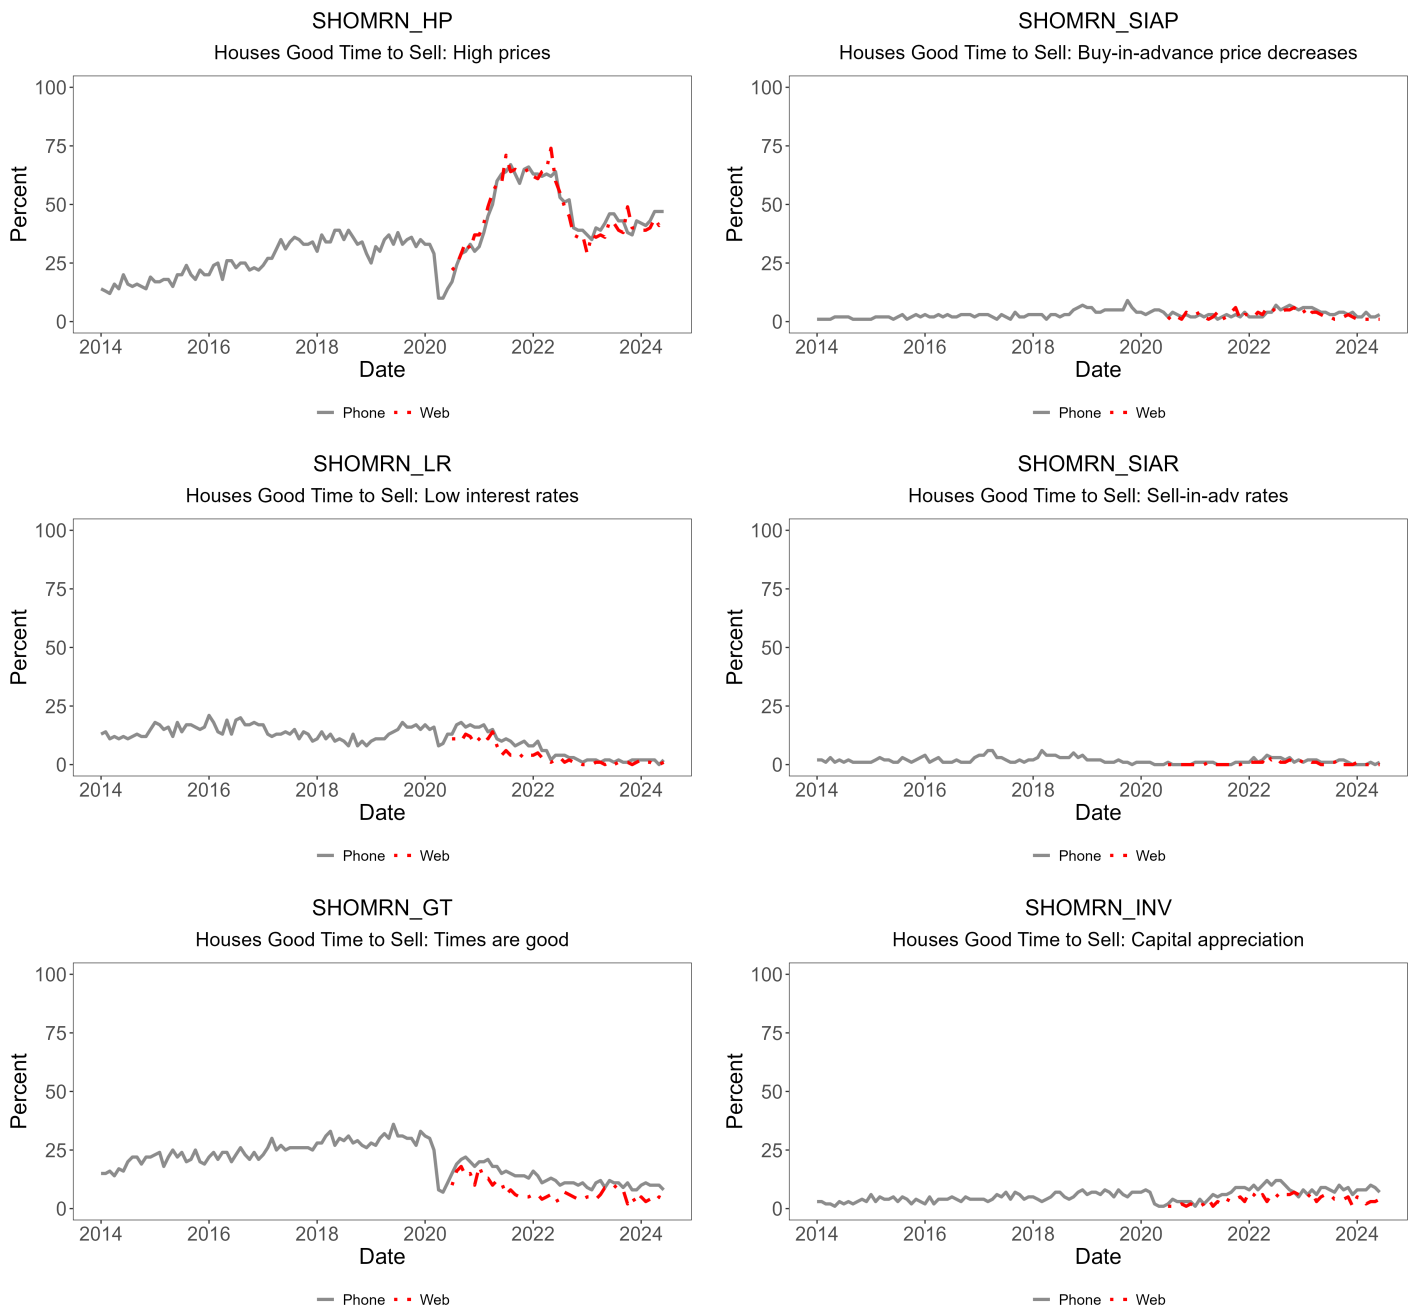 SHOMRN_HP
Houses Good Time to Sell: High prices
100
75
50
25
0
Percent
2014 2016 2018 2020 2022 2024
Date
Phone Web
SHOMRN_SIAP
Houses Good Time to Sell: Buy-in-advance price decreases
100
75
50
25
0
Percent
2014 2016 2018 2020 2022 2024
Date
Phone Web
SHOMRN_LR
Houses Good Time to Sell: Low interest rates
100
75
50
25
0
Percent
2014 2016 2018 2020 2022 2024
Date
Phone Web
SHOMRN_SIAR
Houses Good Time to Sell: Sell-in-adv rates
100
75
50
25
0
Percent
2014 2016 2018 2020 2022 2024
Date
Phone Web
SHOMRN_GT
Houses Good Time to Sell: Times are good
100
75
50
25
0
Percent
2014 2016 2018 2020 2022 2024
Date
Phone Web
SHOMRN_INV
Houses Good Time to Sell: Capital appreciation
100
75
50
25
0
Percent
2014 2016 2018 2020 2022 2024
Date
Phone Web